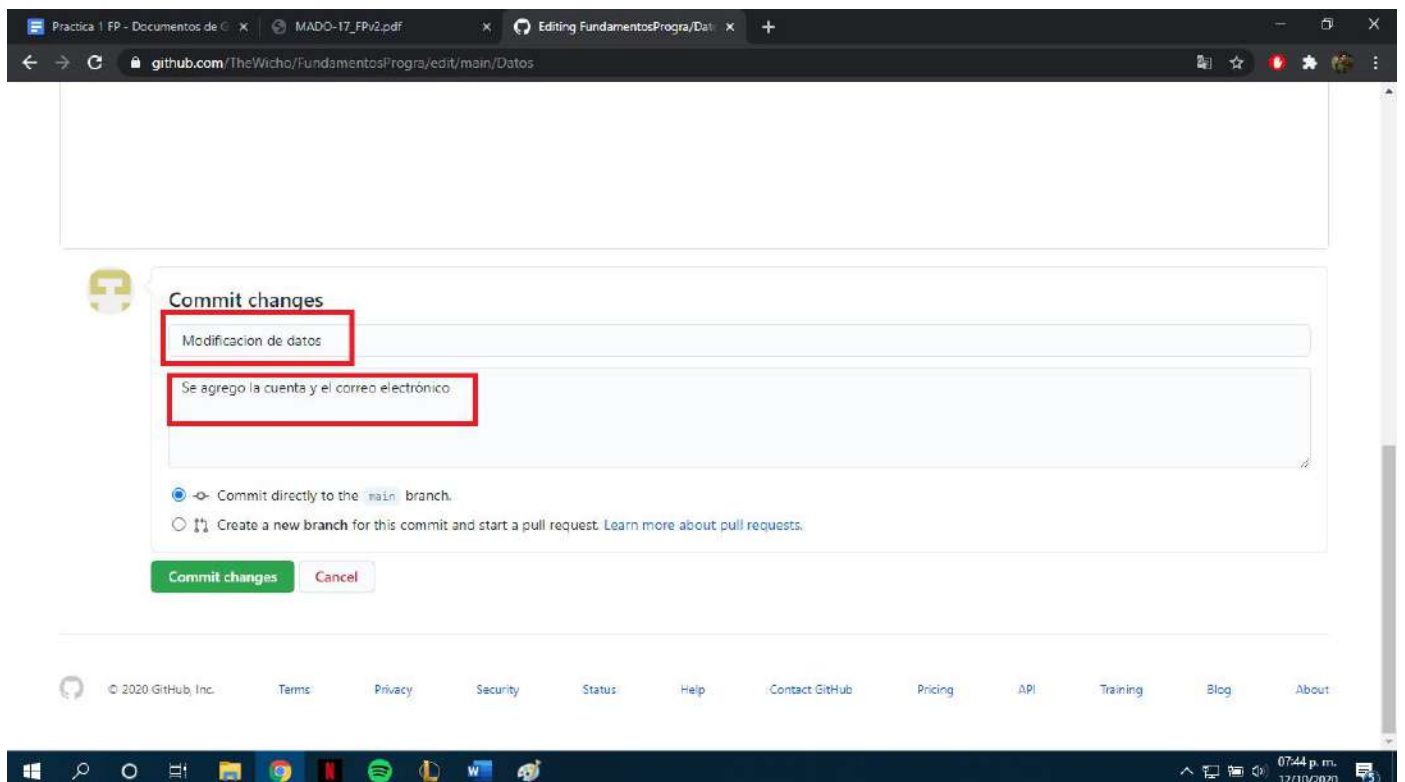 Practica 1 FP - Documentos de G
MADO-17_FPv2.pdf
Editing FundamentosProgra/Dat
github.com/TheWicho/FundamentosProgra/edit/main/Datos
Commit changes
Modificacion de datos
Se agrego la cuenta y el correo electrónico
Commit directly to the main branch.
Create a new branch for this commit and start a pull request. Learn more about pull requests.
Commit changes Cancel
© 2020 GitHub, Inc. Terms Privacy Security Status Help Contact GitHub Pricing API Training Blog About
07:44 p. m.
12/10/2020